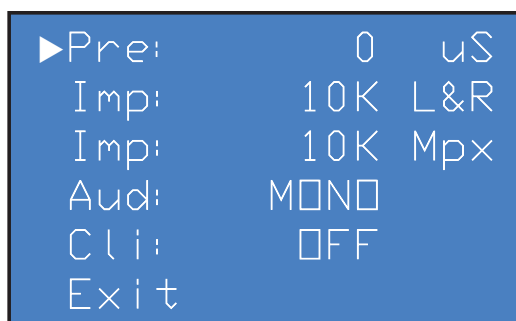 ▶Pre: 0 uS
Imp: 10K L&R
Imp: 10K Mpx
Aud: MONO
Cli: OFF
Exit